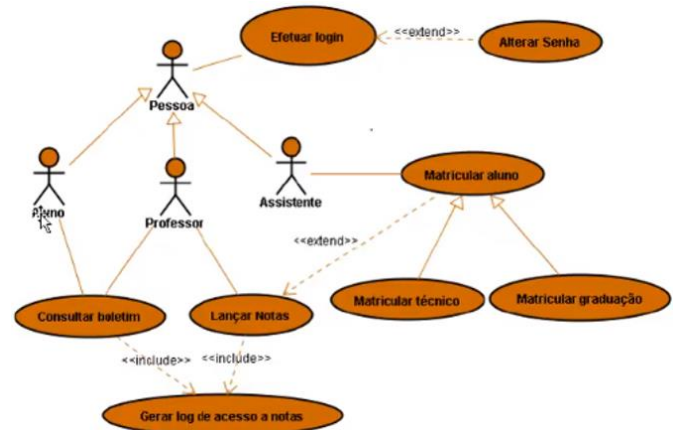 Efetuar login
<<extend>>
Alterar Senha
Pessoa
Matricular aluno
Assistente
Professor
<<extend>>
Matricular técnico
Matricular graduação
Consultar boletim
Lançar Notas
<<include>>
<<include>>
Gerar log de acesso a notas